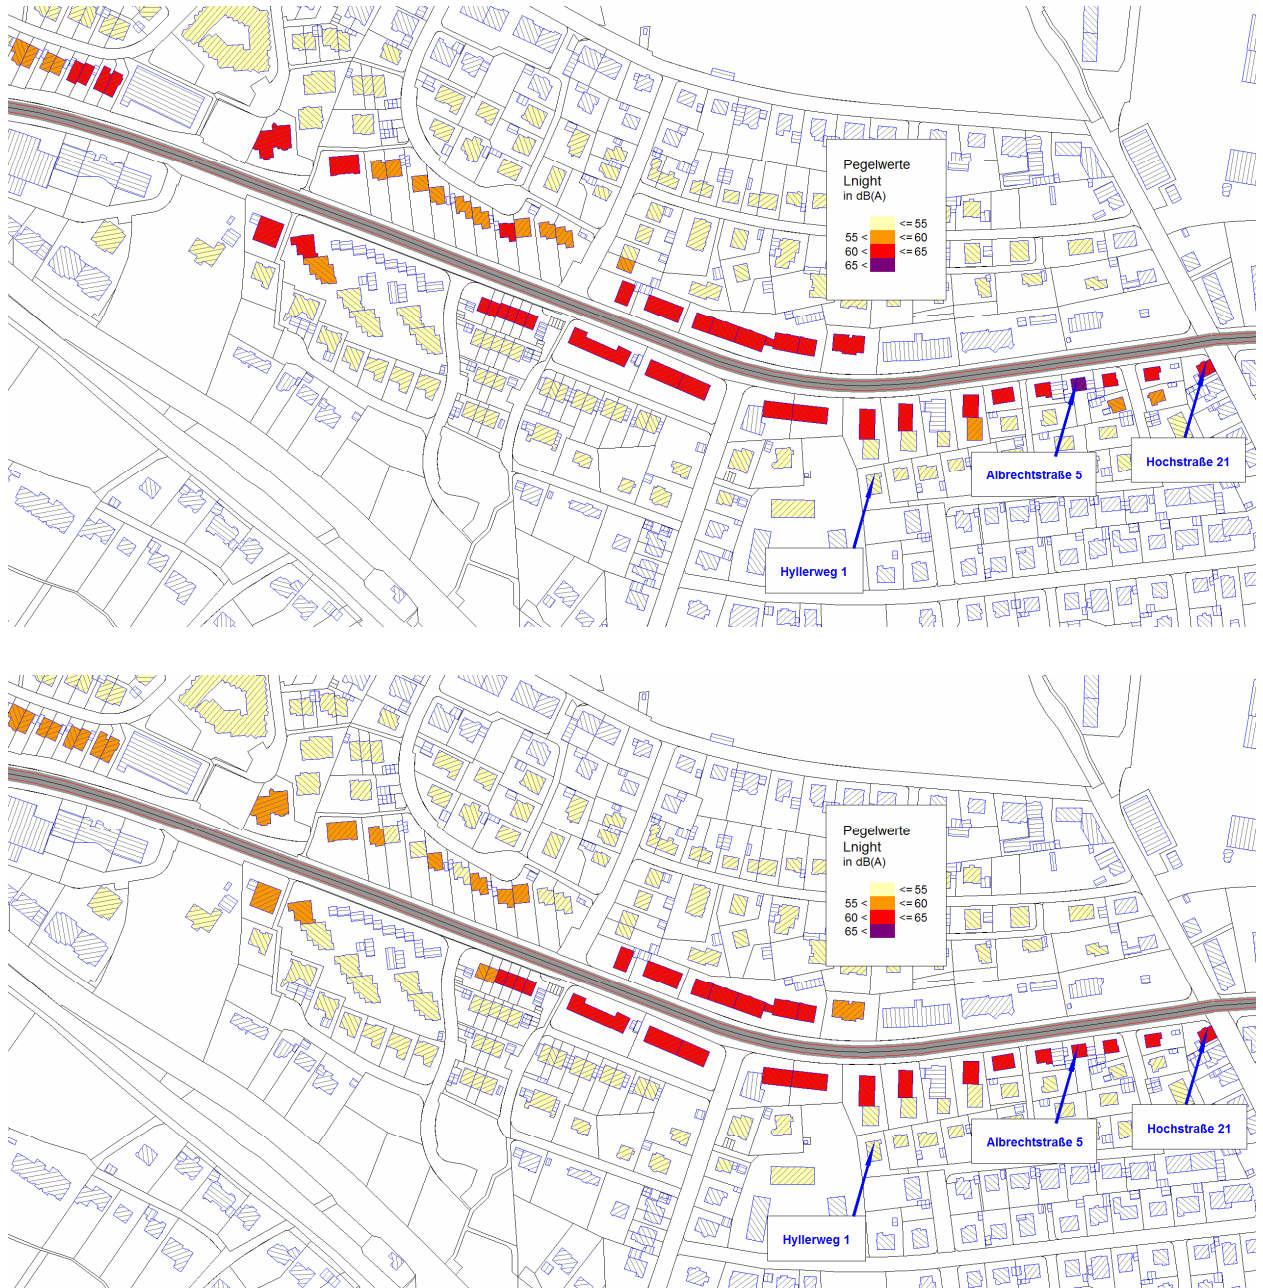 Pegelwerte
Lnight
in dB(A)
<= 55
55 < <= 60
60 < <= 65
65 <
Albrechtstraße 5
Hochstraße 21
Hyllerweg 1
Pegelwerte
Lnight
in dB(A)
<= 55
55 < <= 60
60 < <= 65
65 <
Albrechtstraße 5
Hochstraße 21
Hyllerweg 1